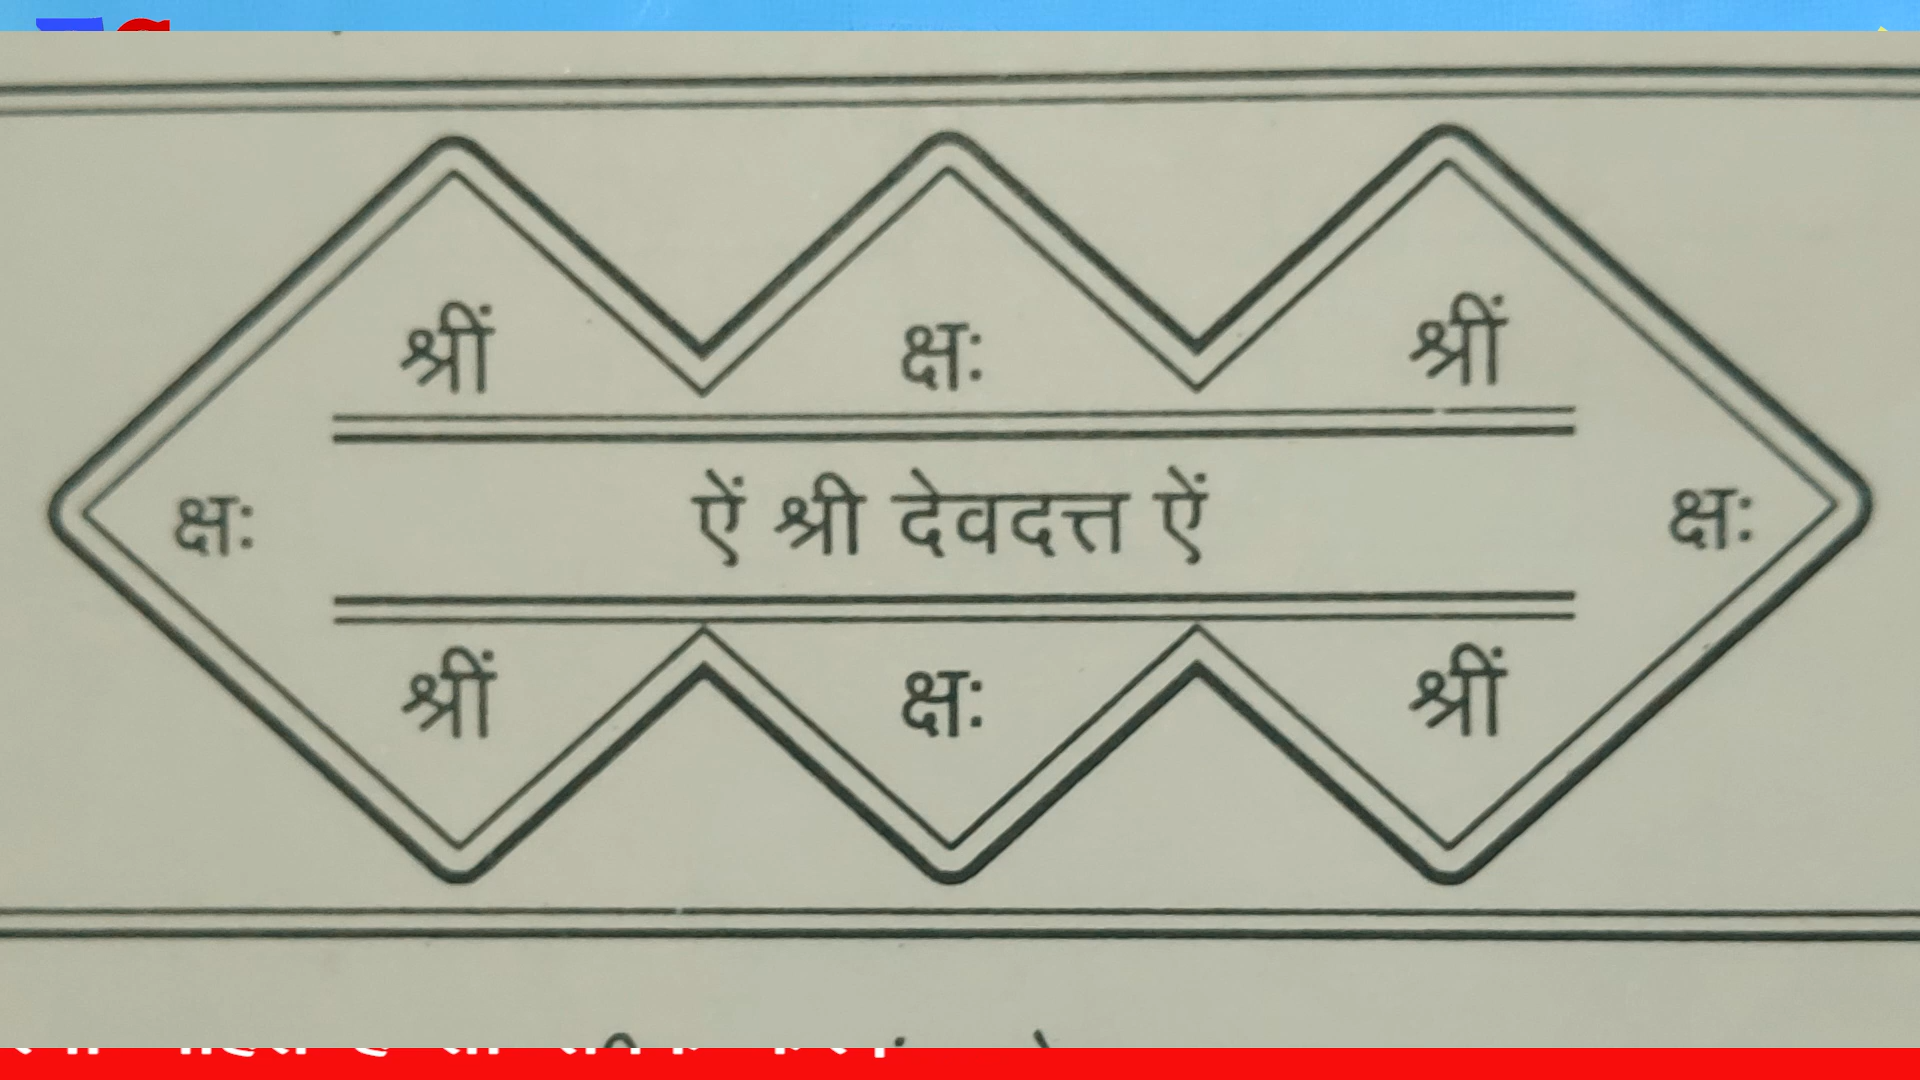 श्रीं क्षः श्रीं
क्षः ऐं श्री देवदत्त ऐं क्षः
श्रीं क्षः श्रीं